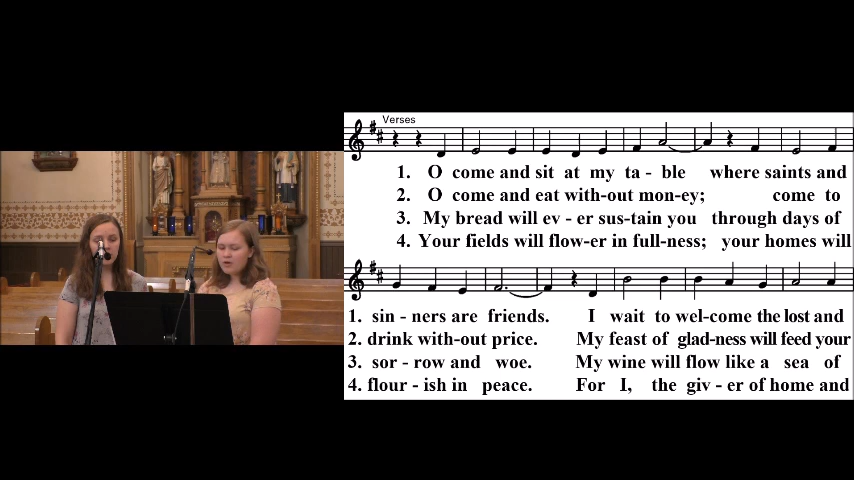 Verses
1. O come and sit at my ta - ble where saints and
2. O come and eat with-out mon-ey; come to
3. My bread will ev - er sus-tain you through days of
4. Your fields will flow-er in full-ness; your homes will
1. sin - ners are friends. I wait to wel-come the lost and
2. drink with-out price. My feast of glad-ness will feed your
3. sor - row and woe. My wine will flow like a sea of
4. flour - ish in peace. For I, the giv - er of home and